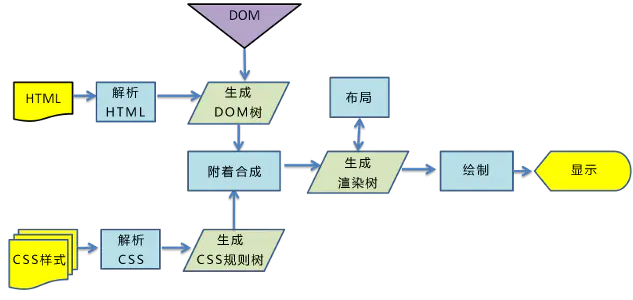 DOM
HTML
解析
HTML
生成
DOM树
布局
附着合成
生成
渲染树
绘制
显示
CSS样式
解析
CSS
生成
CSS规则树